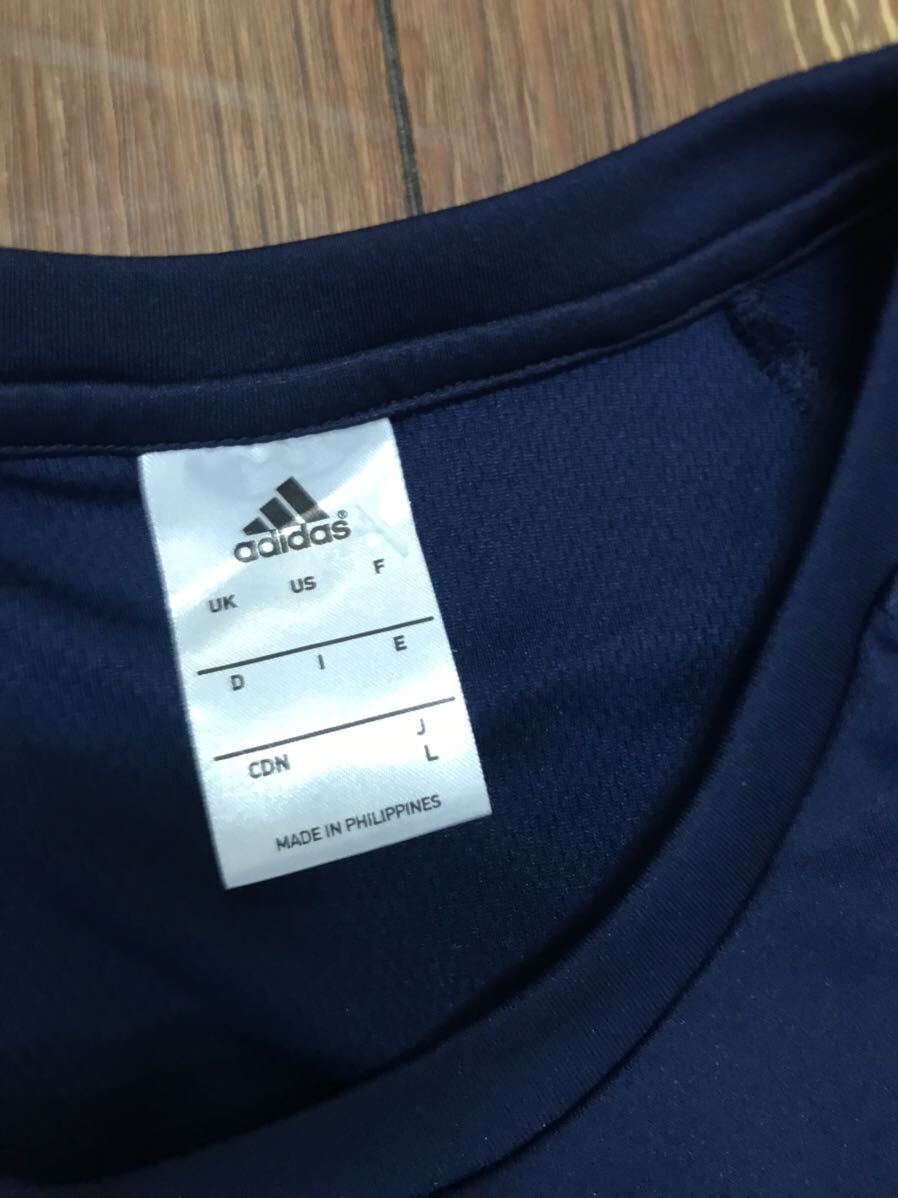 adidas®
UK US F
D I E
CDN J
L
MADE IN PHILIPPINES